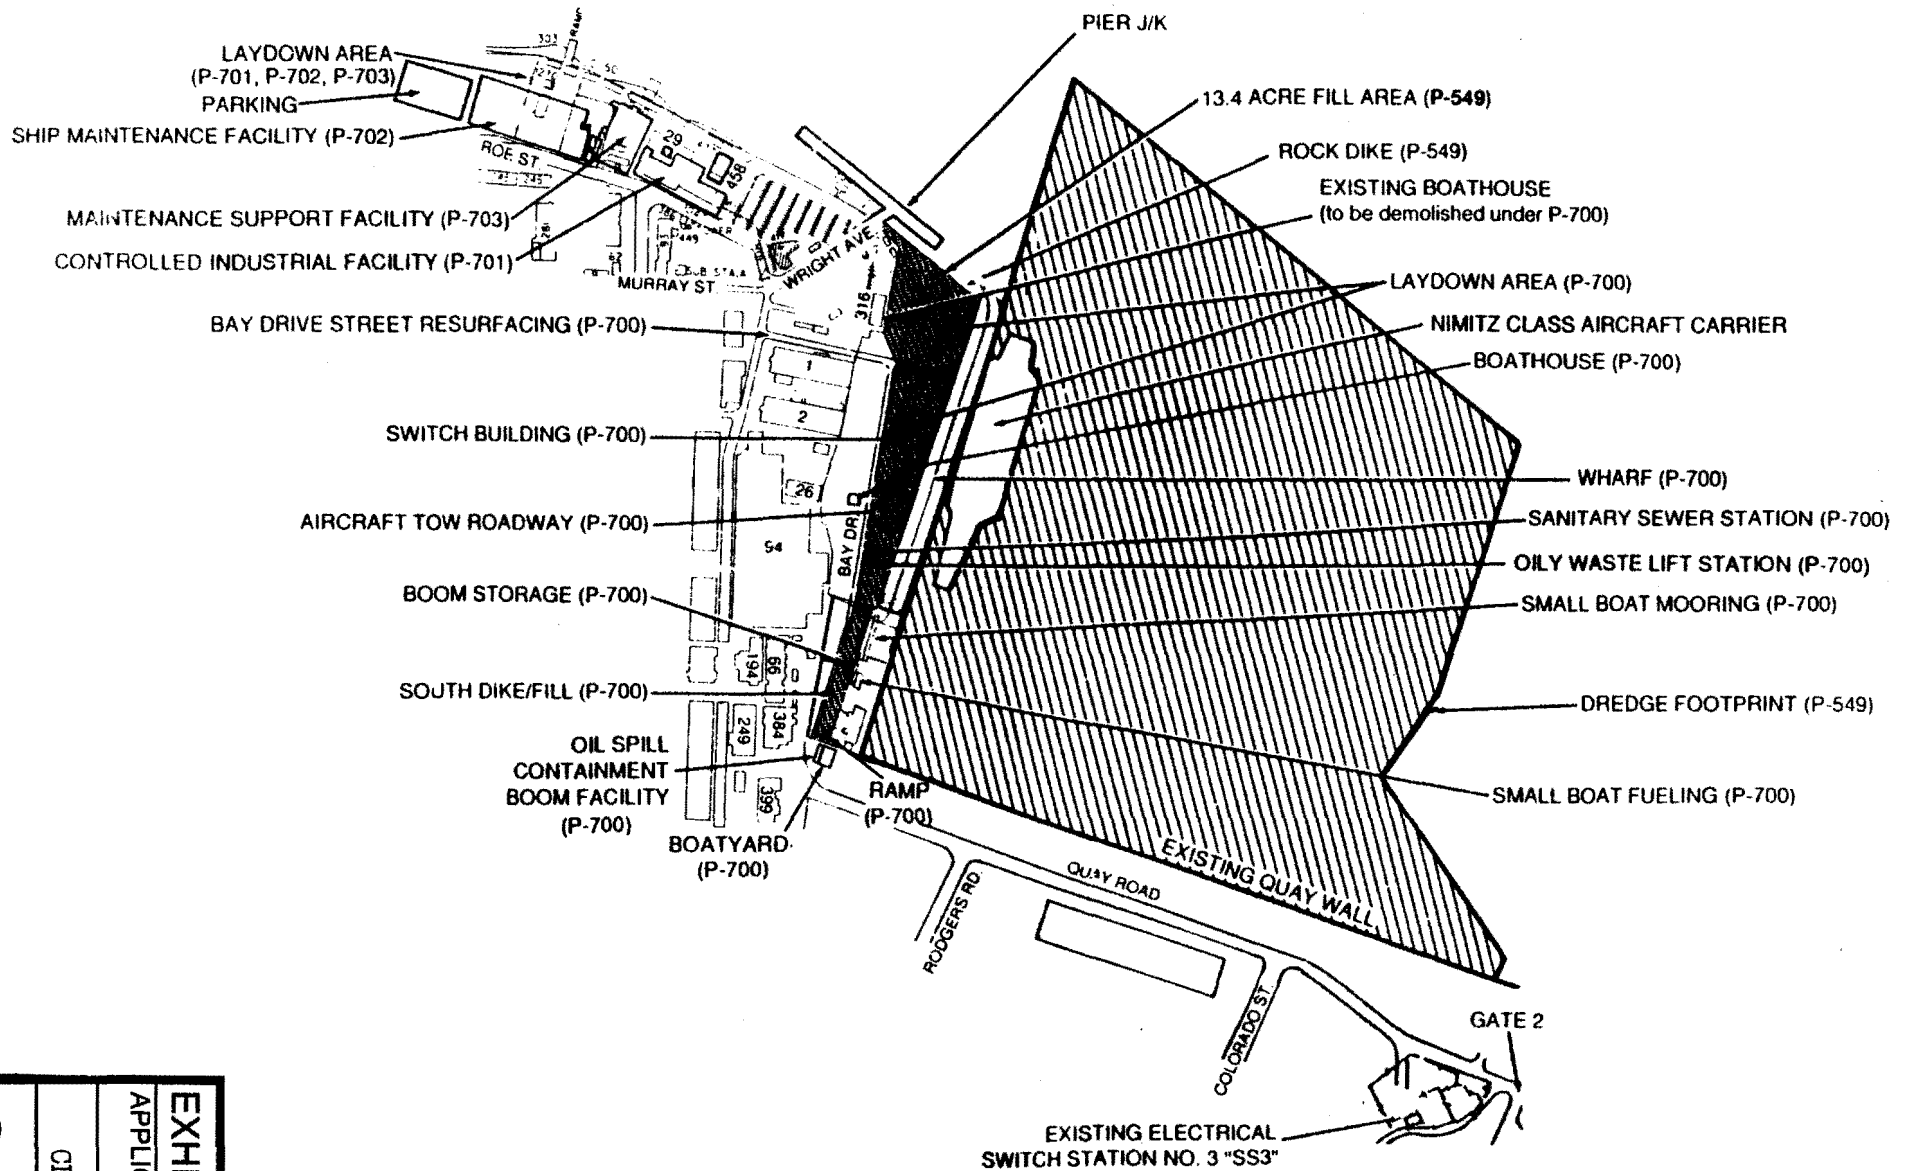 PIER J/K
LAYDOWN AREA
(P-701, P-702, P-703)
PARKING
SHIP MAINTENANCE FACILITY (P-702)
MAINTENANCE SUPPORT FACILITY (P-703)
CONTROLLED INDUSTRIAL FACILITY (P-701)
BAY DRIVE STREET RESURFACING (P-700)
SWITCH BUILDING (P-700)
AIRCRAFT TOW ROADWAY (P-700)
BOOM STORAGE (P-700)
SOUTH DIKE/FILL (P-700)
OIL SPILL
CONTAINMENT
BOOM FACILITY
(P-700)
BOATYARD
(P-700)
RAMP
(P-700)
13.4 ACRE FILL AREA (P-549)
ROCK DIKE (P-549)
EXISTING BOATHOUSE
(to be demolished under P-700)
LAYDOWN AREA (P-700)
NIMITZ CLASS AIRCRAFT CARRIER
BOATHOUSE (P-700)
WHARF (P-700)
SANITARY SEWER STATION (P-700)
OILY WASTE LIFT STATION (P-700)
SMALL BOAT MOORING (P-700)
DREDGE FOOTPRINT (P-549)
SMALL BOAT FUELING (P-700)
EXISTING QUAY WALL
QUAY ROAD
RODGERS RD.
COLORADO ST.
GATE 2
EXISTING ELECTRICAL
SWITCH STATION NO. 3 "SS3"
ROE ST.
MURRAY ST.
WRIGHT AVE.
BAY DR.
303
29
458
449
316
1
2
26
94
194
66
249
384
399
EXH
APPLI